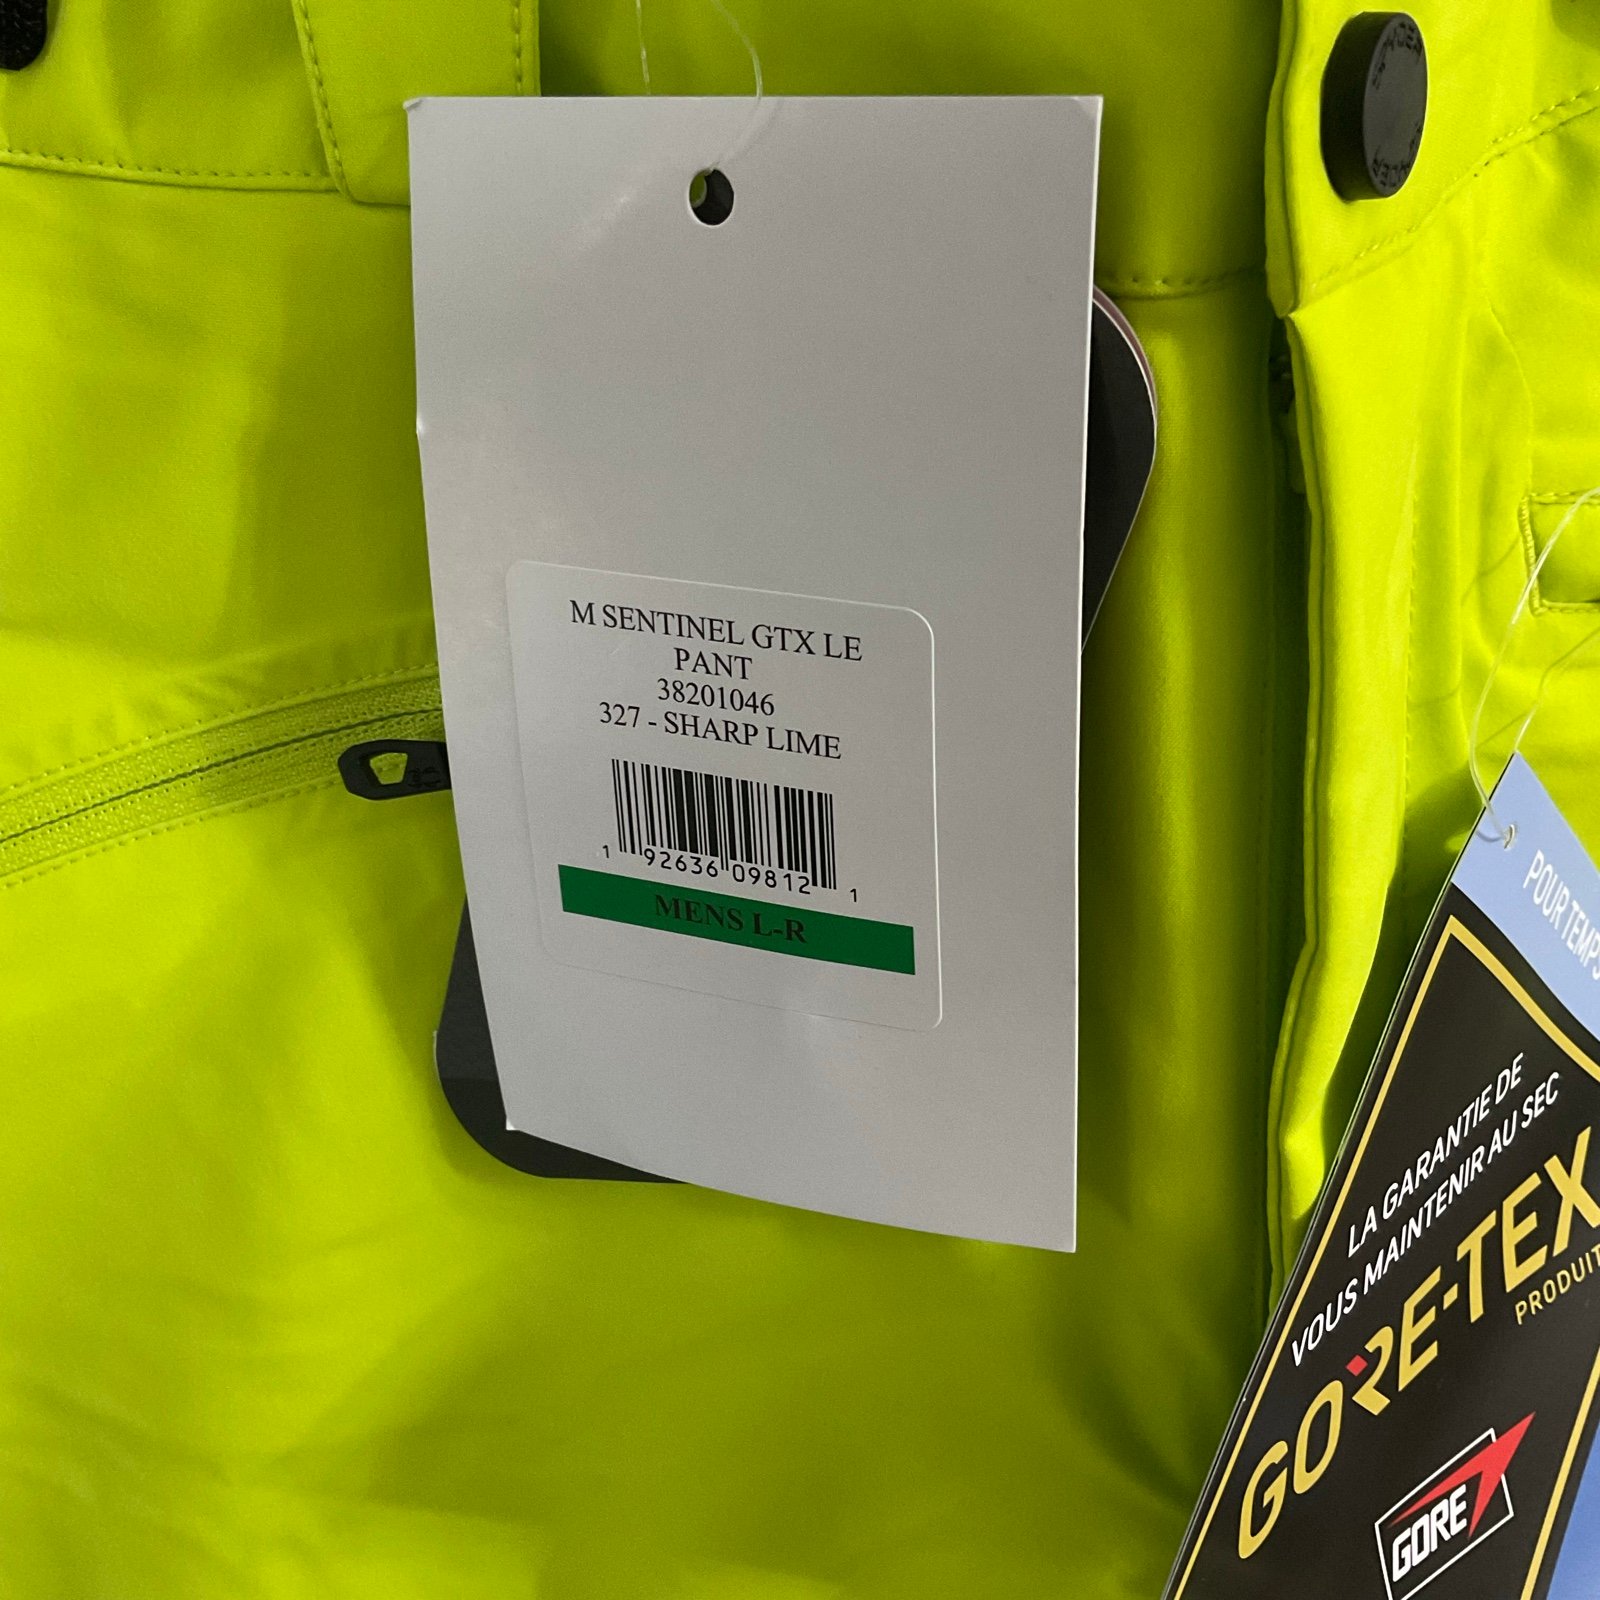 M SENTINEL GTX LE
PANT
38201046
327 - SHARP LIME
1 92636 09812 1
MENS L-R
POUR TEMPS
LA GARANTIE DE
VOUS MAINTENIR AU SEC
GORE-TEX
PRODUIT
GORE